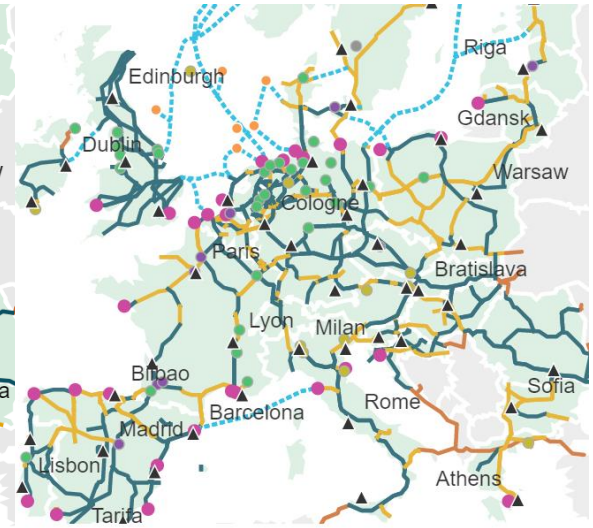 Riga
Edinburgh
Gdansk
Dublin
Warsaw
Cologne
Paris
Bratislava
Lyon
Milan
Bilbao
Sofia
a
Rome
Barcelona
Madrid
Lisbon
Athens
Tarifa